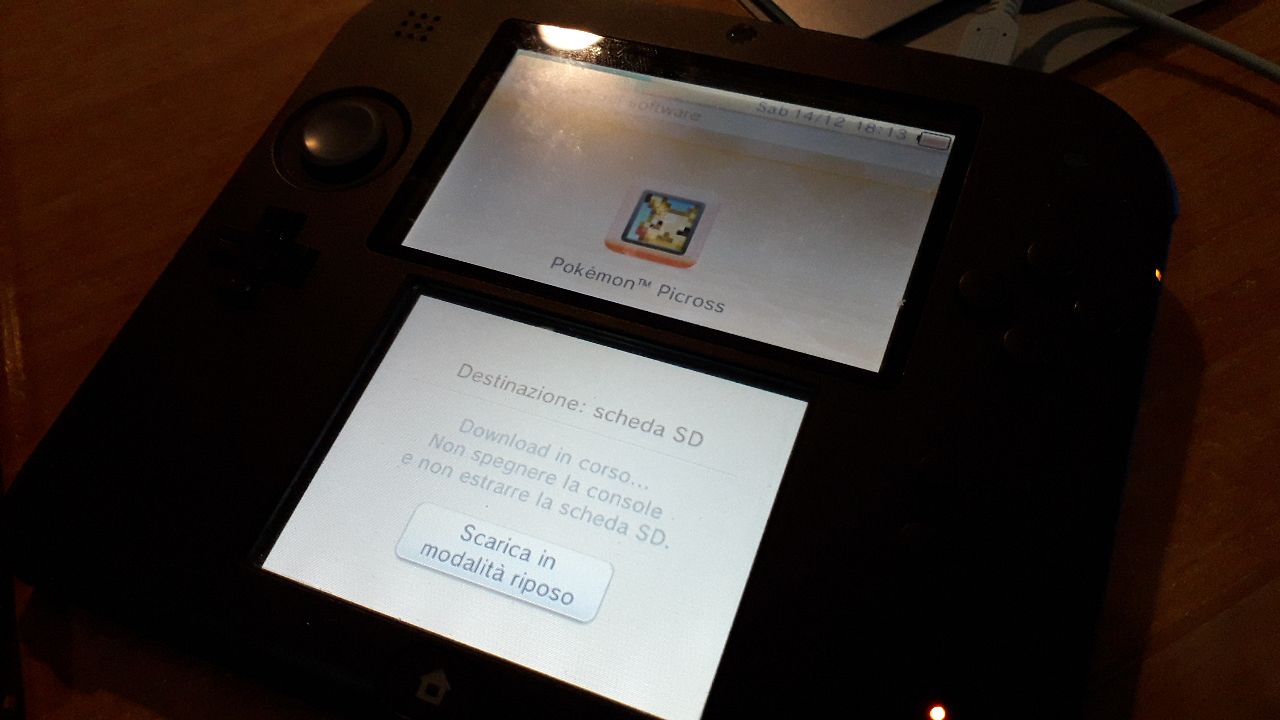 software
Sab 14/12 18:13
Pokémon™ Picross
Destinazione: scheda SD
Download in corso...
Non spegnere la console
e non estrarre la scheda SD.
Scarica in
modalità riposo